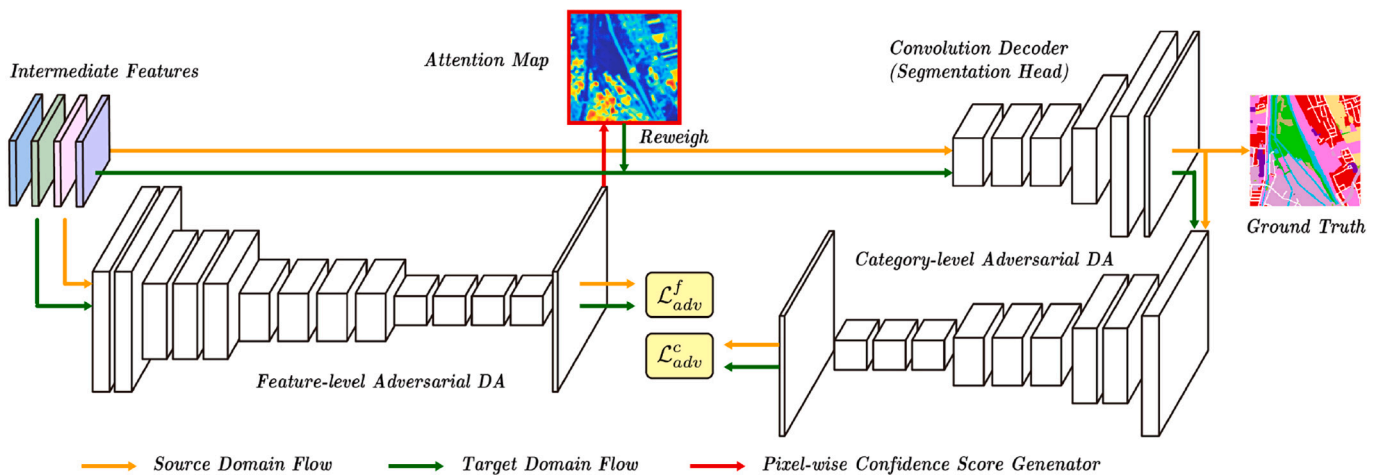 Intermediate Features
Attention Map
Convolution Decoder
(Segmentation Head)
Reweigh
Ground Truth
Category-level Adversarial DA
L^f_adv
L^c_adv
Feature-level Adversarial DA
Source Domain Flow
Target Domain Flow
Pixel-wise Confidence Score Genenator